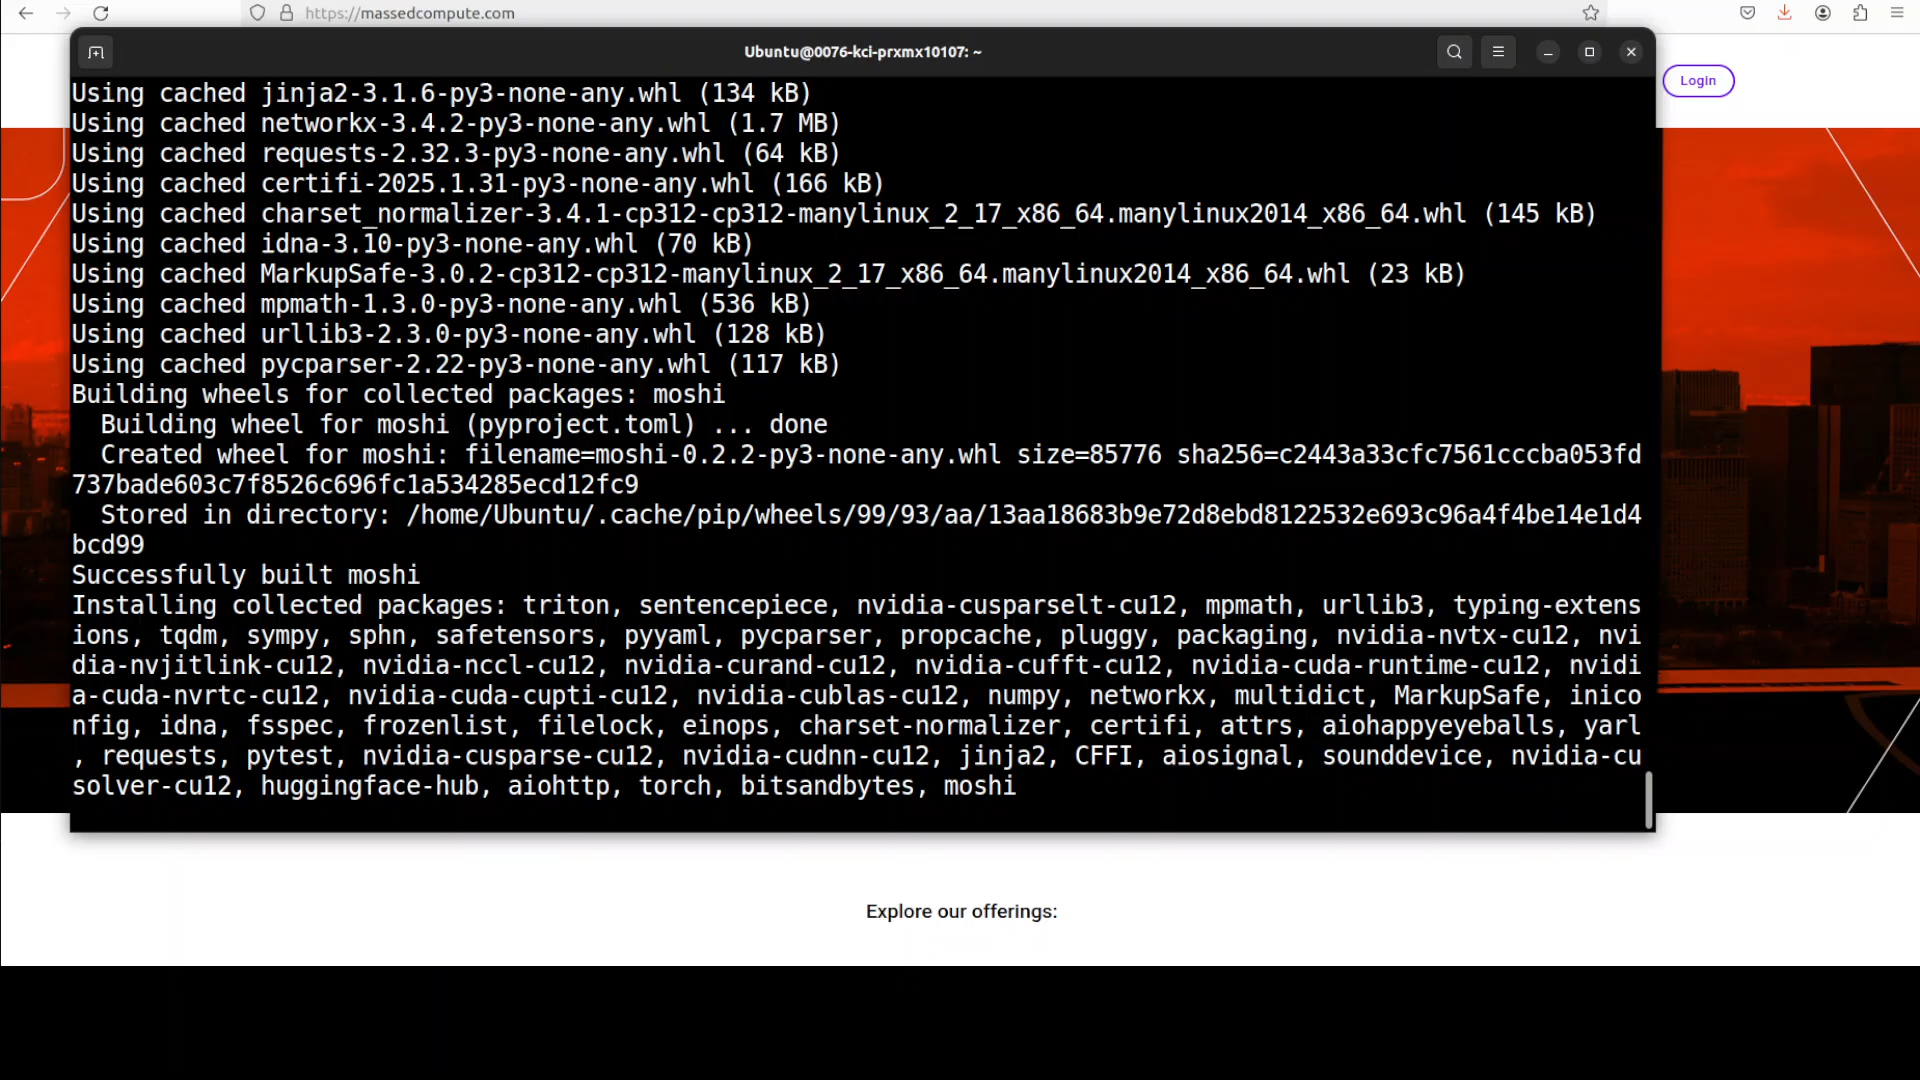 https://massedcompute.com
Ubuntu@0076-kci-prxmx10107: ~
Login
Using cached jinja2-3.1.6-py3-none-any.whl (134 kB)
Using cached networkx-3.4.2-py3-none-any.whl (1.7 MB)
Using cached requests-2.32.3-py3-none-any.whl (64 kB)
Using cached certifi-2025.1.31-py3-none-any.whl (166 kB)
Using cached charset_normalizer-3.4.1-cp312-cp312-manylinux_2_17_x86_64.manylinux2014_x86_64.whl (145 kB)
Using cached idna-3.10-py3-none-any.whl (70 kB)
Using cached MarkupSafe-3.0.2-cp312-cp312-manylinux_2_17_x86_64.manylinux2014_x86_64.whl (23 kB)
Using cached mpmath-1.3.0-py3-none-any.whl (536 kB)
Using cached urllib3-2.3.0-py3-none-any.whl (128 kB)
Using cached pycparser-2.22-py3-none-any.whl (117 kB)
Building wheels for collected packages: moshi
  Building wheel for moshi (pyproject.toml) ... done
  Created wheel for moshi: filename=moshi-0.2.2-py3-none-any.whl size=85776 sha256=c2443a33cfc7561cccba053fd
737bade603c7f8526c696fc1a534285ecd12fc9
  Stored in directory: /home/Ubuntu/.cache/pip/wheels/99/93/aa/13aa18683b9e72d8ebd8122532e693c96a4f4be14e1d4
bcd99
Successfully built moshi
Installing collected packages: triton, sentencepiece, nvidia-cusparselt-cu12, mpmath, urllib3, typing-extens
ions, tqdm, sympy, sphn, safetensors, pyyaml, pycparser, propcache, pluggy, packaging, nvidia-nvtx-cu12, nvi
dia-nvjitlink-cu12, nvidia-nccl-cu12, nvidia-curand-cu12, nvidia-cufft-cu12, nvidia-cuda-runtime-cu12, nvidi
a-cuda-nvrtc-cu12, nvidia-cuda-cupti-cu12, nvidia-cublas-cu12, numpy, networkx, multidict, MarkupSafe, inico
nfig, idna, fsspec, frozenlist, filelock, einops, charset-normalizer, certifi, attrs, aiohappyeyeballs, yarl
, requests, pytest, nvidia-cusparse-cu12, nvidia-cudnn-cu12, jinja2, CFFI, aiosignal, sounddevice, nvidia-cu
solver-cu12, huggingface-hub, aiohttp, torch, bitsandbytes, moshi
Explore our offerings: